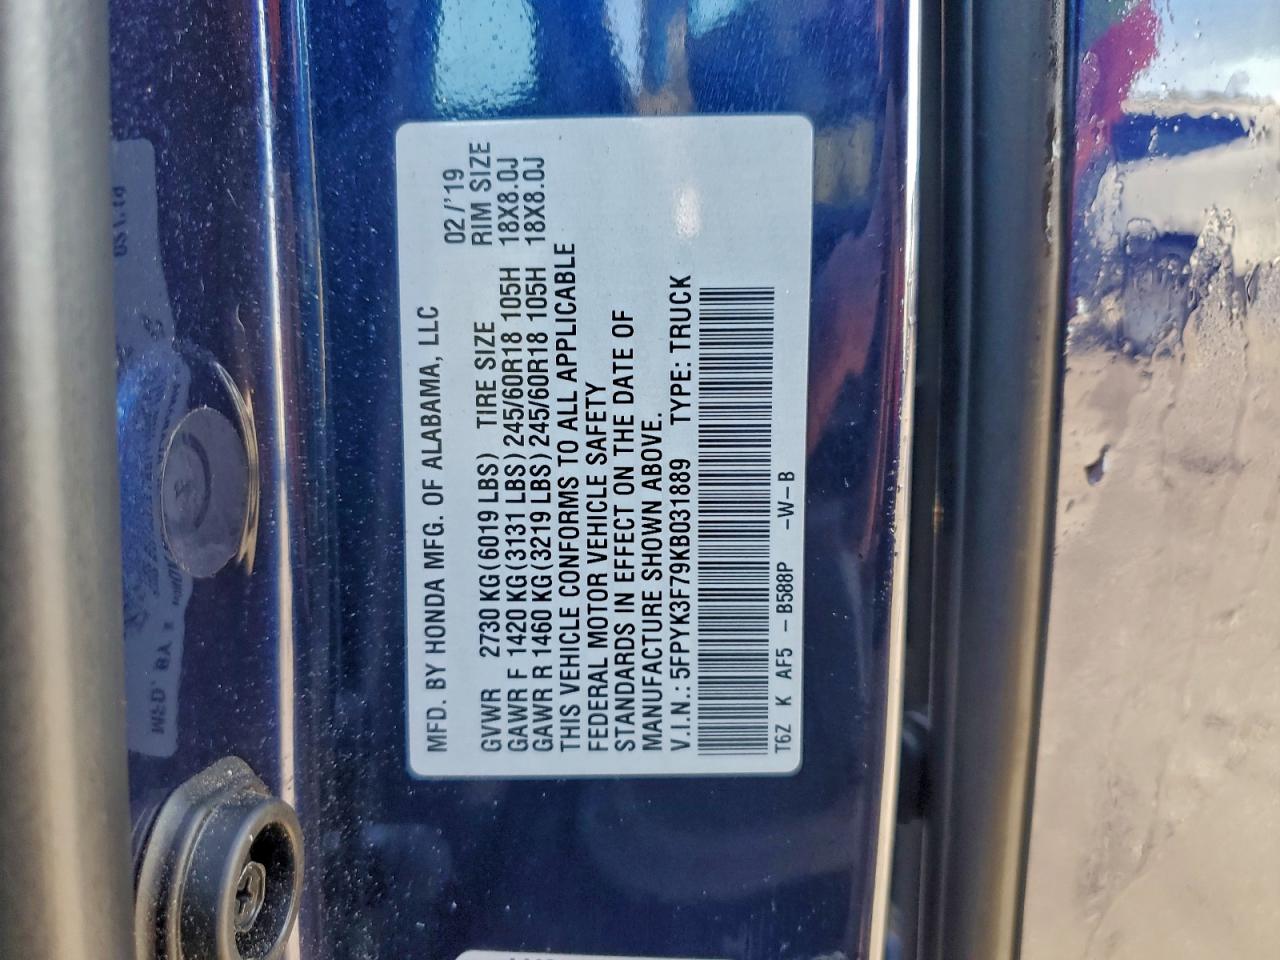 MFD. BY HONDA MFG. OF ALABAMA, LLC
02/'19
GVWR 2730 KG(6019 LBS) TIRE SIZE RIM SIZE
GAWR F 1420 KG(3131 LBS) 245/60R18 105H 18X8.0J
GAWR R 1460 KG(3219 LBS) 245/60R18 105H 18X8.0J
THIS VEHICLE CONFORMS TO ALL APPLICABLE
FEDERAL MOTOR VEHICLE SAFETY
STANDARDS IN EFFECT ON THE DATE OF
MANUFACTURE SHOWN ABOVE.
V.I.N.: 5FPYK3F79KB031889 TYPE: TRUCK
T6Z K AF5 -B588P -W-B